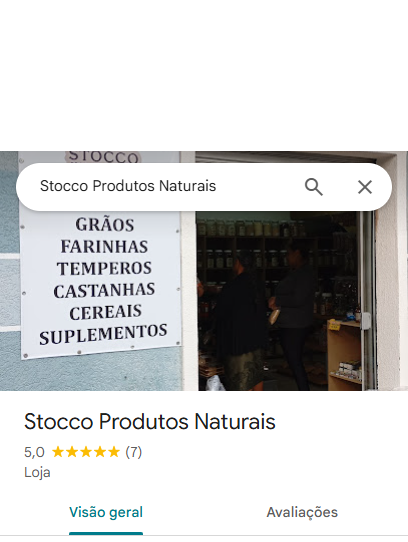 STOCCO
Stocco Produtos Naturais
GRÃOS
FARINHAS
TEMPEROS
CASTANHAS
CEREAIS
SUPLEMENTOS
Stocco Produtos Naturais
5,0 ★★★★★ (7)
Loja
Visão geral Avaliações